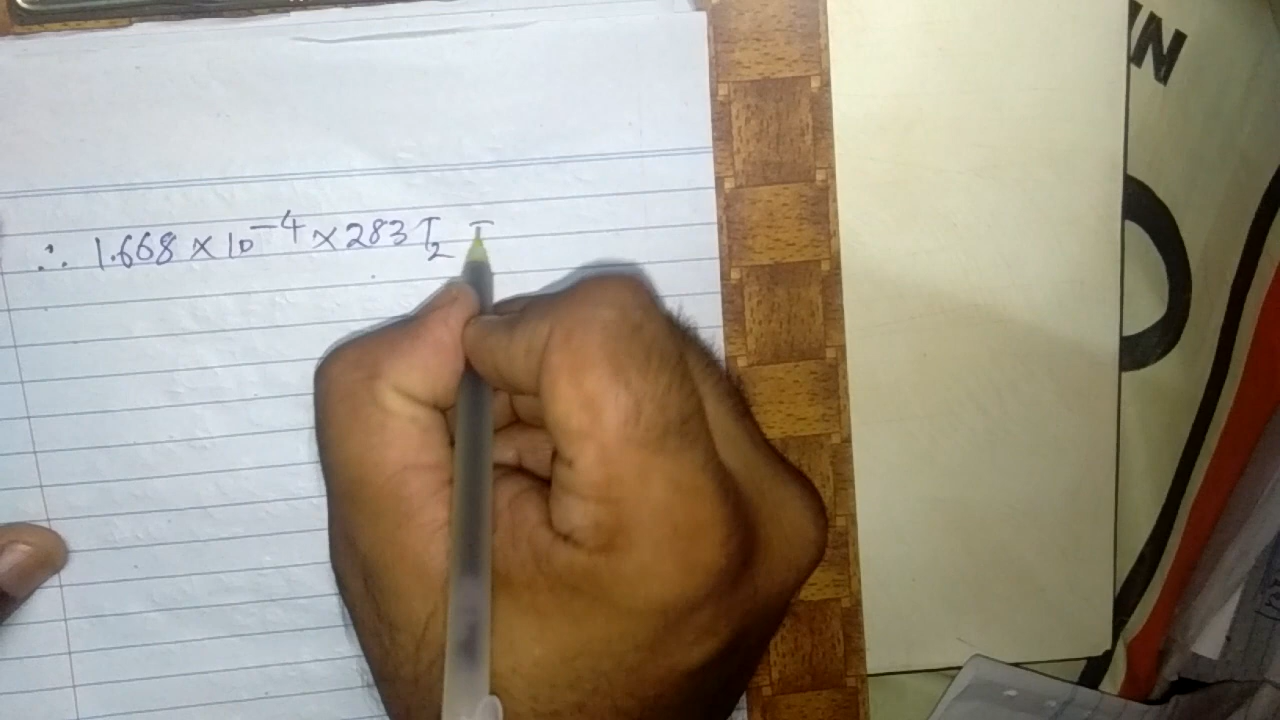 ∴ 1.668 × 10⁻⁴ × 283 T₂